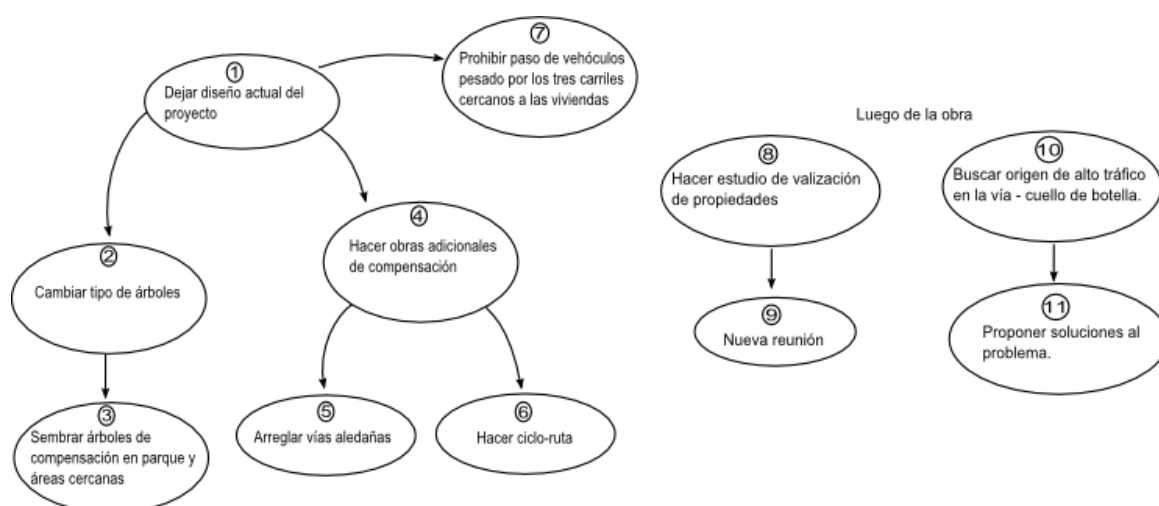 7
Prohibir paso de vehóculos
pesado por los tres carriles
cercanos a las viviendas
1
Dejar diseño actual del
proyecto
Luego de la obra
8
Hacer estudio de valización
de propiedades
10
Buscar origen de alto tráfico
en la vía - cuello de botella.
4
Hacer obras adicionales
de compensación
2
Cambiar tipo de árboles
9
Nueva reunión
11
Proponer soluciones al
problema.
3
Sembrar árboles de
compensación en parque y
áreas cercanas
5
Arreglar vías aledañas
6
Hacer ciclo-ruta